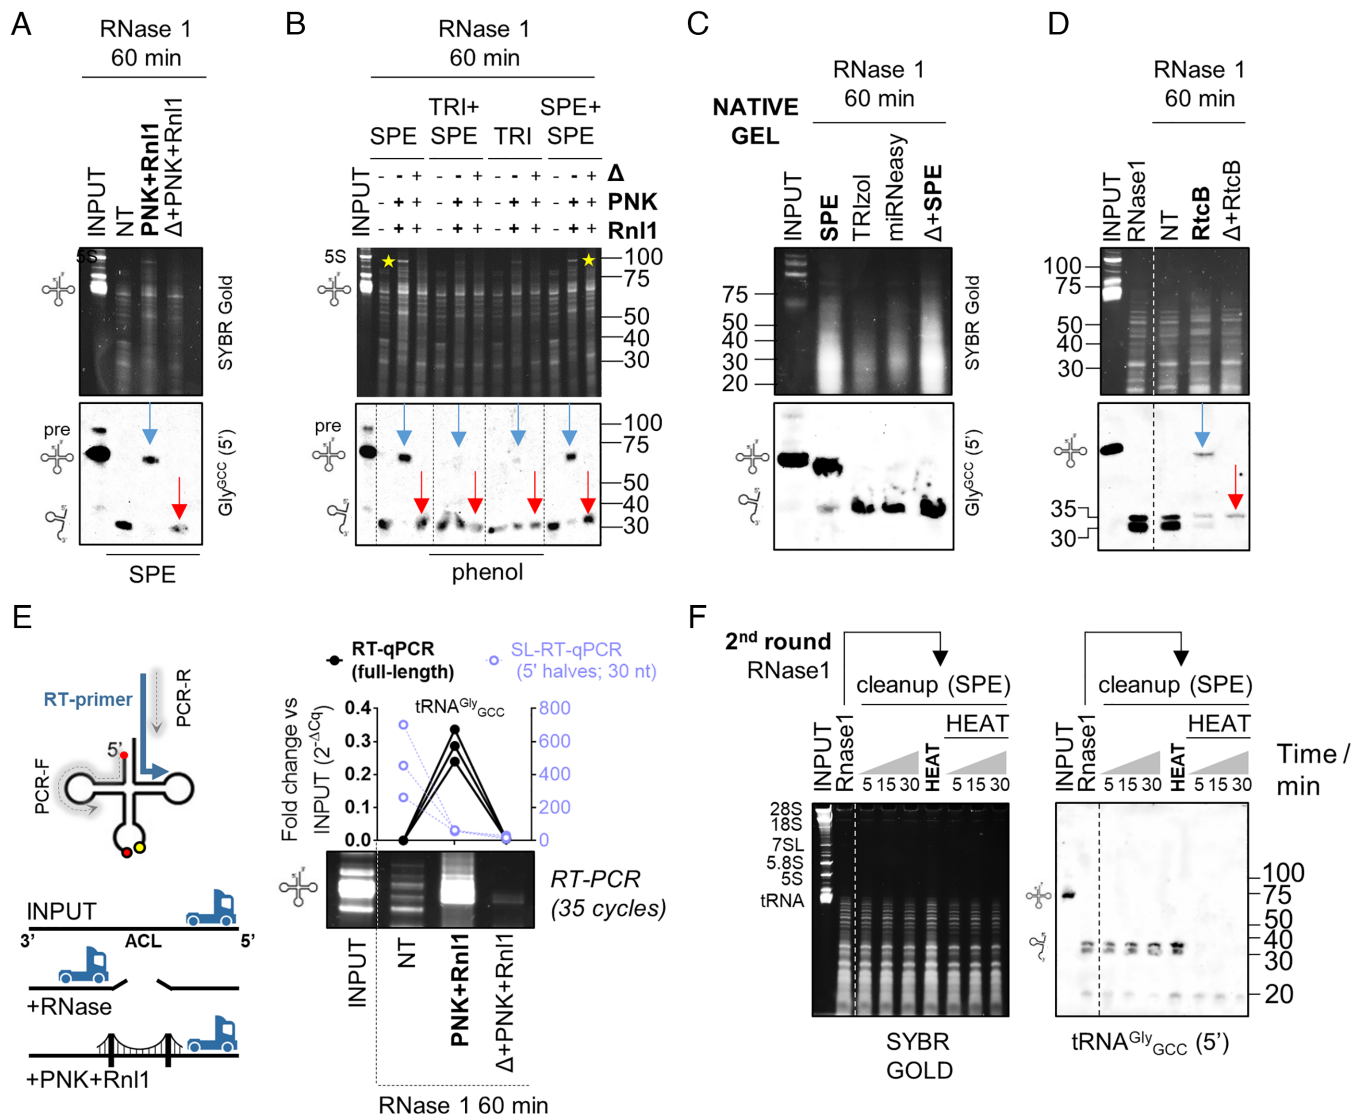 A
RNase 1
60 min
INPUT
NT
PNK+Rnl1
Δ+PNK+Rnl1
5S
SYBR Gold
pre
Gly^GCC (5')
SPE
B
RNase 1
60 min
SPE
TRI+
SPE
TRI
SPE+
SPE
INPUT
- - + - + - + - + Δ
- + + - + + - + + - + + PNK
- + + - + + - + + - + + Rnl1
5S
100
75
50
40
30
pre
100
75
50
40
30
phenol
C
RNase 1
60 min
NATIVE
GEL
INPUT
SPE
TRIzol
miRNeasy
Δ+SPE
75
50
40
30
20
SYBR Gold
Gly^GCC (5')
D
RNase 1
60 min
INPUT
RNase1
NT
RtcB
Δ+RtcB
100
75
50
40
30
35
30
E
RT-primer
PCR-R
PCR-F
5'
INPUT
3' ACL 5'
+RNase
+PNK+Rnl1
RT-qPCR
(full-length)
SL-RT-qPCR
(5' halves; 30 nt)
tRNA^Gly_GCC
Fold change vs
INPUT (2^-ΔCq)
0.4
0.3
0.2
0.1
0.0
800
600
400
200
0
RT-PCR
(35 cycles)
INPUT
NT
PNK+Rnl1
Δ+PNK+Rnl1
RNase 1 60 min
F
2nd round
RNase1
cleanup (SPE)
HEAT
INPUT
Rnase1
5 15 30
HEAT
5 15 30
28S
18S
7SL
5.8S
5S
tRNA
SYBR
GOLD
cleanup (SPE)
HEAT
INPUT
Rnase1
5 15 30
HEAT
5 15 30
Time /
min
100
75
50
40
30
20
tRNA^Gly_GCC (5')